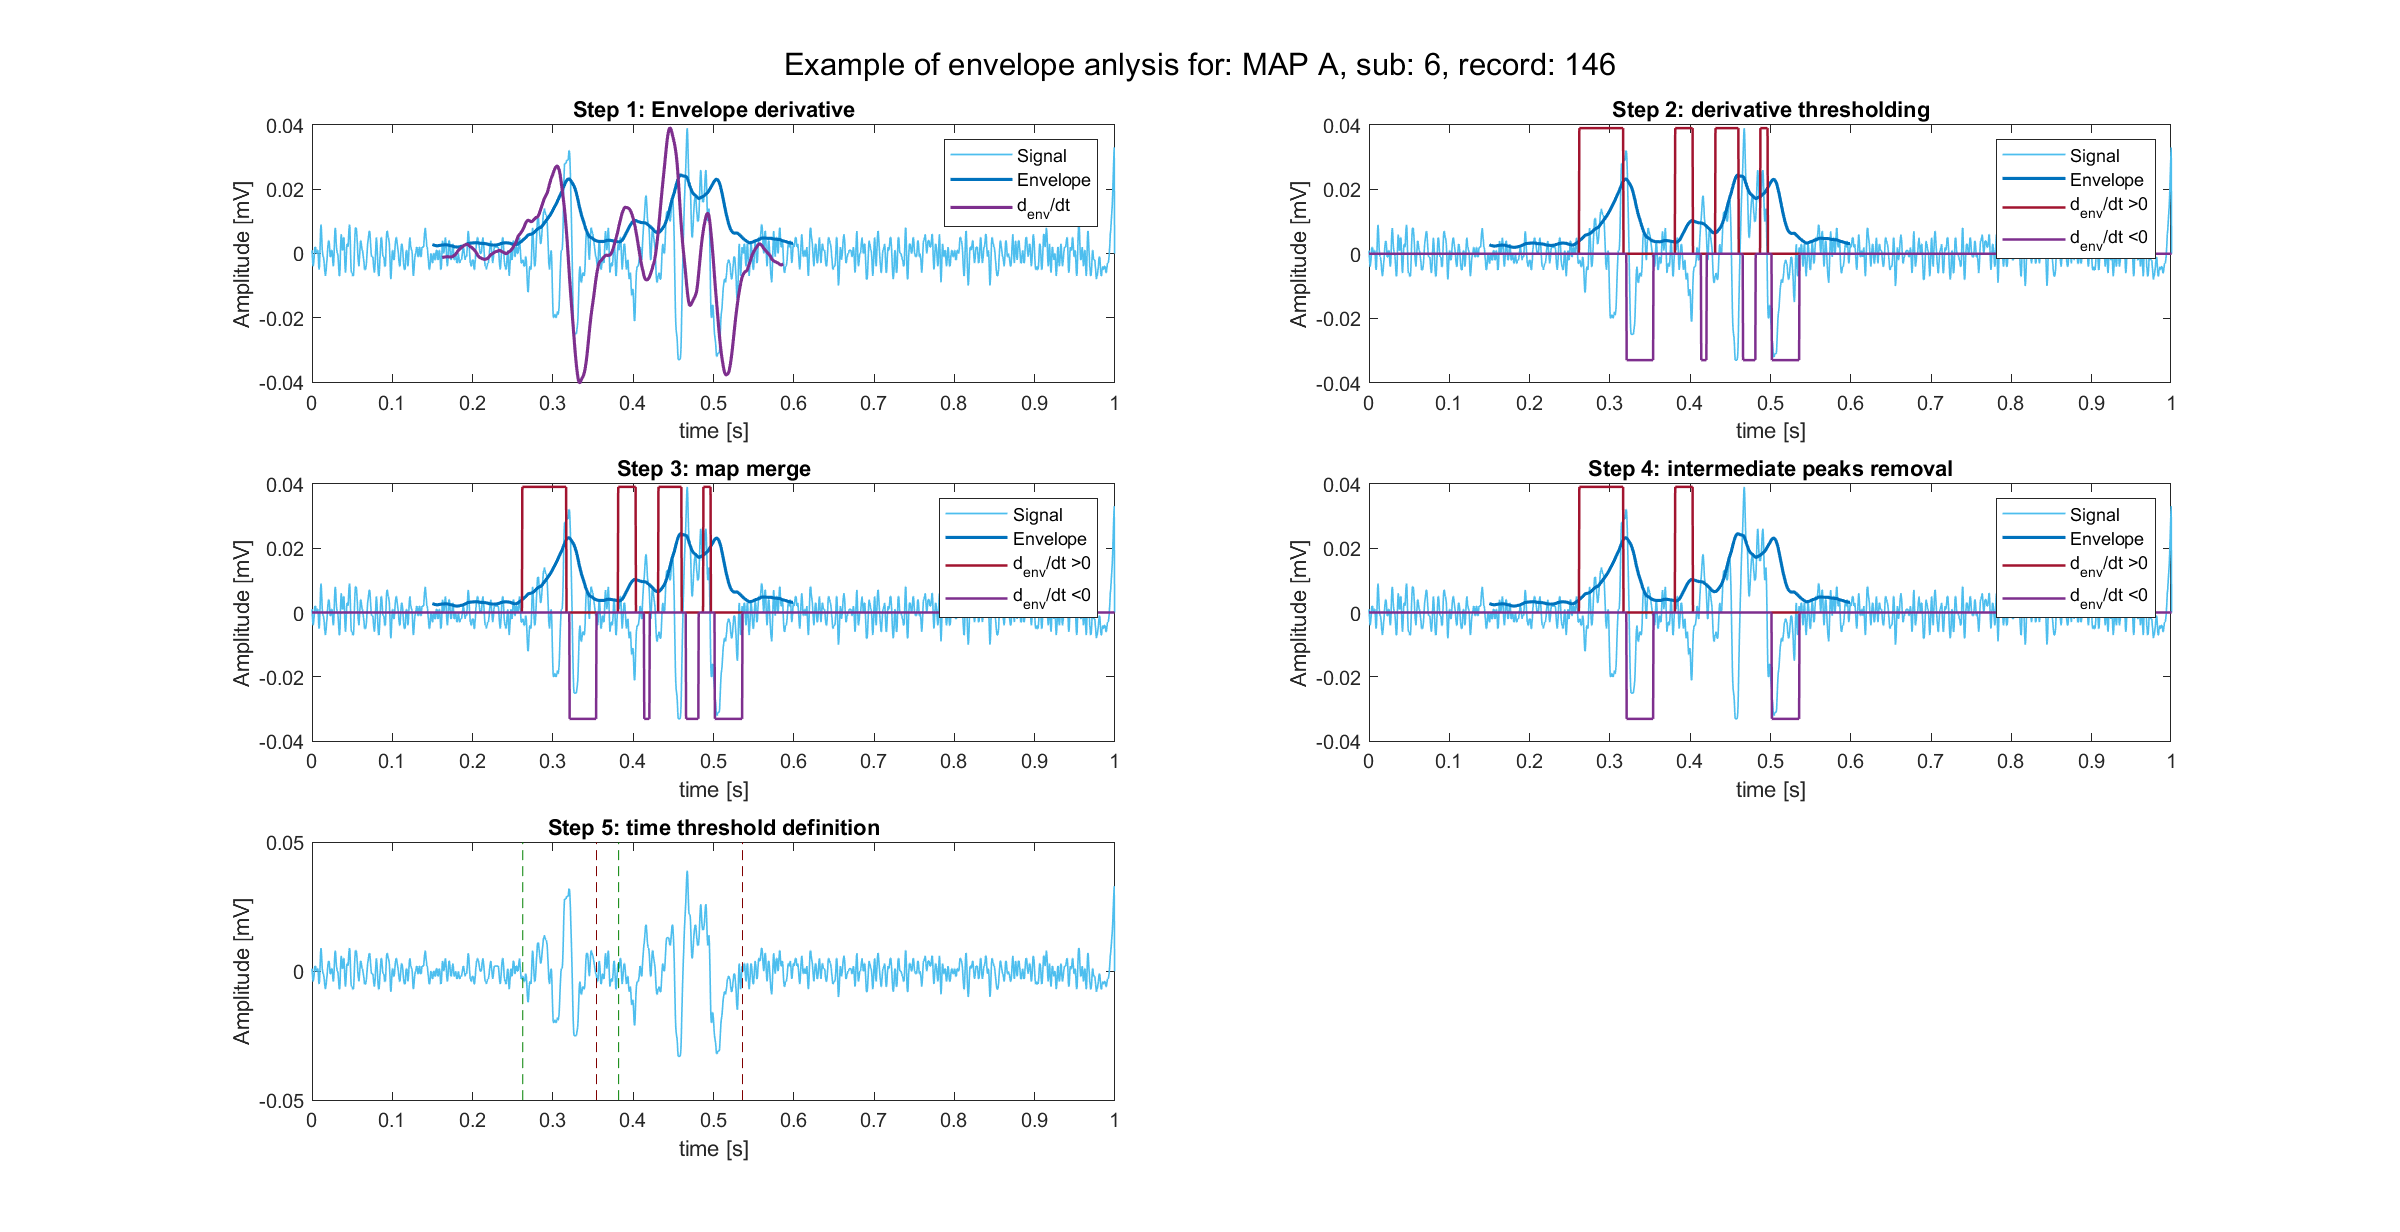 Example of envelope anlysis for: MAP A, sub: 6, record: 146
Step 1: Envelope derivative
0.04
0.02
0
-0.02
-0.04
Amplitude [mV]
Signal
Envelope
d_env/dt
0 0.1 0.2 0.3 0.4 0.5 0.6 0.7 0.8 0.9 1
time [s]
Step 2: derivative thresholding
0.04
0.02
0
-0.02
-0.04
Amplitude [mV]
Signal
Envelope
d_env/dt >0
d_env/dt <0
0 0.1 0.2 0.3 0.4 0.5 0.6 0.7 0.8 0.9 1
time [s]
Step 3: map merge
0.04
0.02
0
-0.02
-0.04
Amplitude [mV]
Signal
Envelope
d_env/dt >0
d_env/dt <0
0 0.1 0.2 0.3 0.4 0.5 0.6 0.7 0.8 0.9 1
time [s]
Step 4: intermediate peaks removal
0.04
0.02
0
-0.02
-0.04
Amplitude [mV]
Signal
Envelope
d_env/dt >0
d_env/dt <0
0 0.1 0.2 0.3 0.4 0.5 0.6 0.7 0.8 0.9 1
time [s]
Step 5: time threshold definition
0.05
0
-0.05
Amplitude [mV]
0 0.1 0.2 0.3 0.4 0.5 0.6 0.7 0.8 0.9 1
time [s]